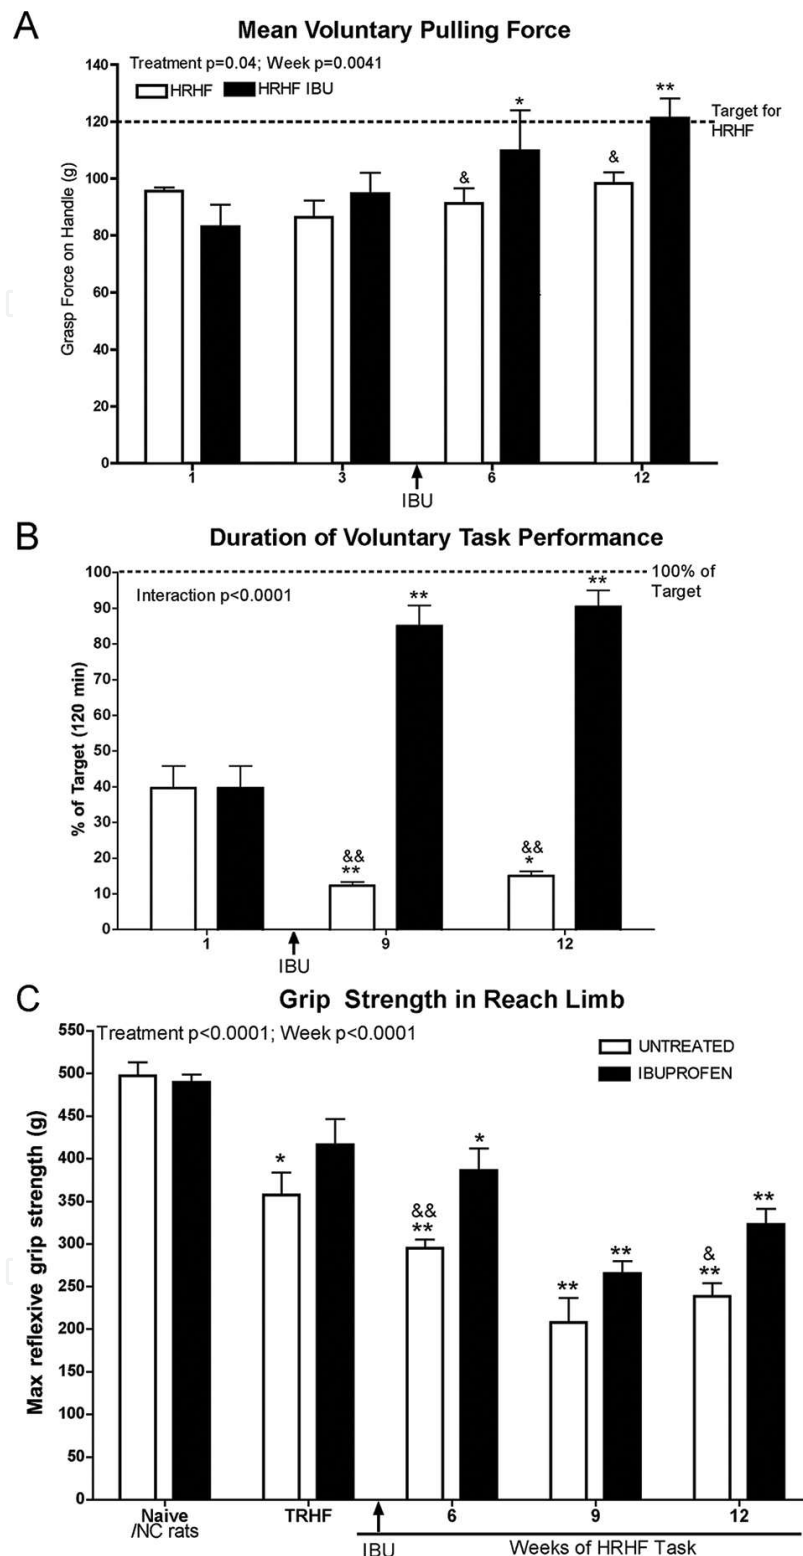 A
Mean Voluntary Pulling Force
Treatment p=0.04; Week p=0.0041
HRHF
HRHF IBU
Target for
HRHF
Grasp Force on Handle (g)
140
120
100
80
60
40
20
0
&
*
&
**
1
3
6
12
IBU
B
Duration of Voluntary Task Performance
Interaction p<0.0001
100% of
Target
% of Target (120 min)
100
90
80
70
60
50
40
30
20
10
0
&&
**
**
&&
*
**
1
9
12
IBU
C
Grip Strength in Reach Limb
Treatment p<0.0001; Week p<0.0001
UNTREATED
IBUPROFEN
Max reflexive grip strength (g)
550
500
450
400
350
300
250
200
150
100
50
0
*
&&
**
*
**
**
&
**
**
Naive
/NC rats
TRHF
6
9
12
IBU
Weeks of HRHF Task